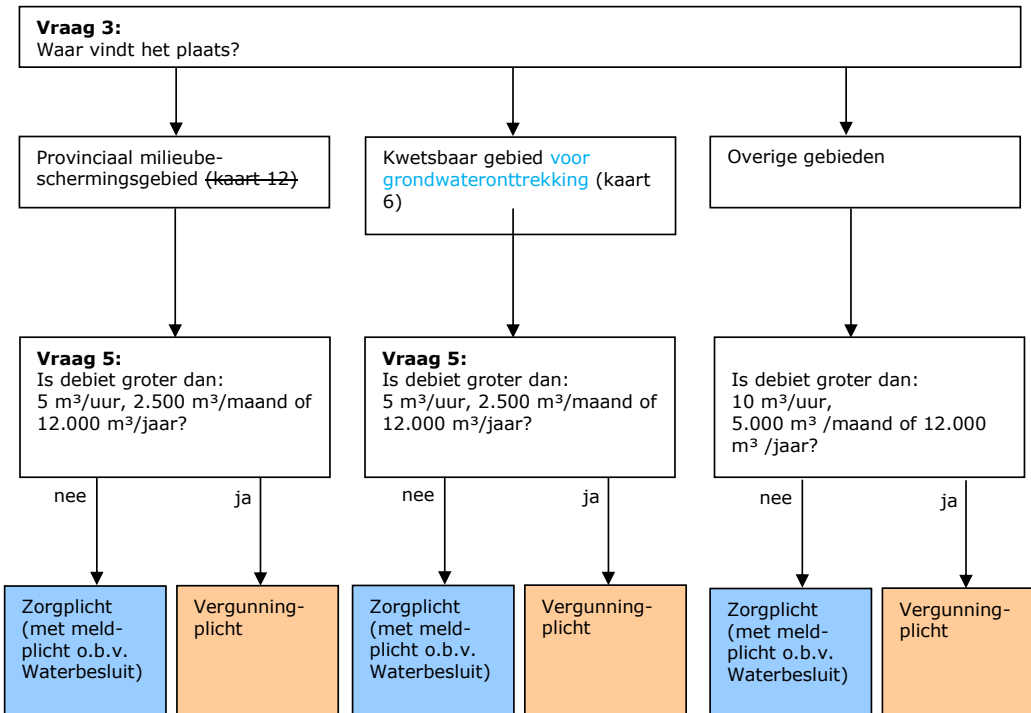 Vraag 3:
Waar vindt het plaats?
Provinciaal milieube-
schermingsgebied (kaart 12)
Kwetsbaar gebied voor
grondwateronttrekking (kaart
6)
Overige gebieden
Vraag 5:
Is debiet groter dan:
5 m³/uur, 2.500 m³/maand of
12.000 m³/jaar?
Vraag 5:
Is debiet groter dan:
5 m³/uur, 2.500 m³/maand of
12.000 m³/jaar?
Is debiet groter dan:
10 m³/uur,
5.000 m³ /maand of 12.000
m³ /jaar?
nee
ja
nee
ja
nee
ja
Zorgplicht
(met meld-
plicht o.b.v.
Waterbesluit)
Vergunning-
plicht
Zorgplicht
(met meld-
plicht o.b.v.
Waterbesluit)
Vergunning-
plicht
Zorgplicht
(met meld-
plicht o.b.v.
Waterbesluit)
Vergunning-
plicht